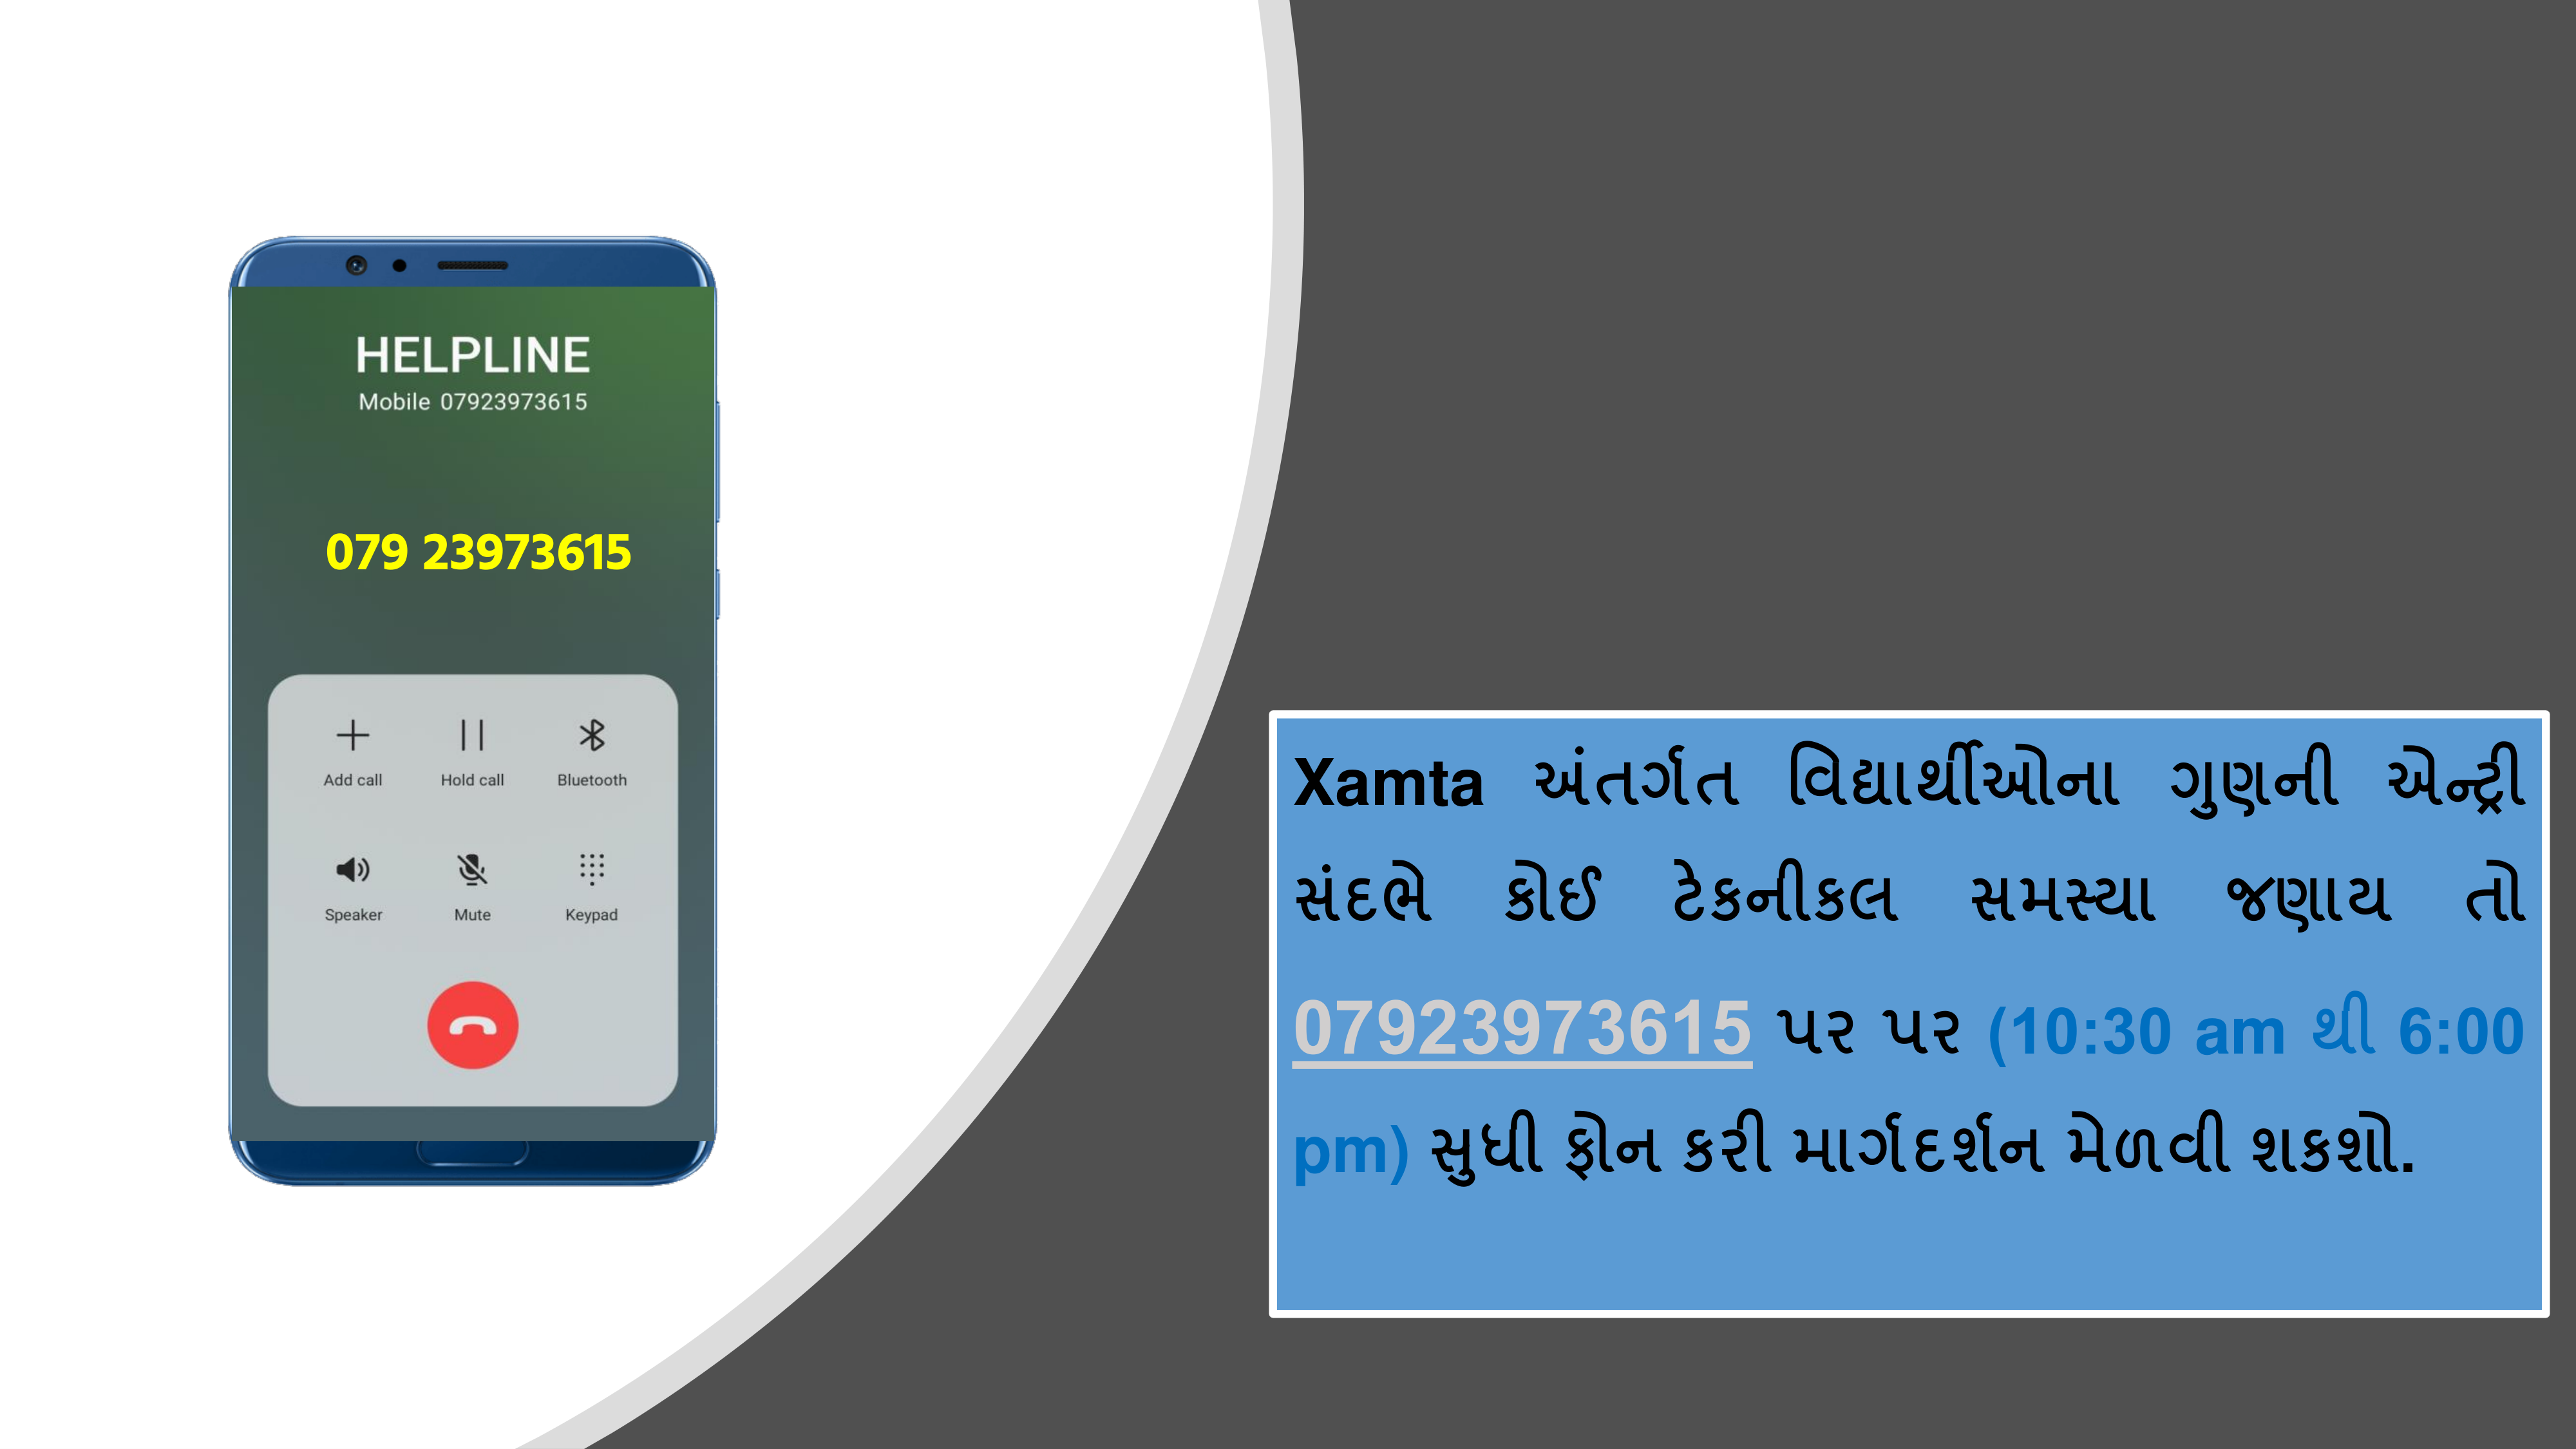 HELPLINE
Mobile 07923973615
079 23973615
Add call
Hold call
Bluetooth
Speaker
Mute
Keypad
Xamta અંતર્ગત વિદ્યાર્થીઓના ગુણની એન્ટ્રી
સંદર્ભે કોઈ ટેકનીકલ સમસ્યા જણાય તો
07923973615 પર પર (10:30 am થી 6:00
pm) સુધી ફોન કરી માર્ગદર્શન મેળવી શકશો.